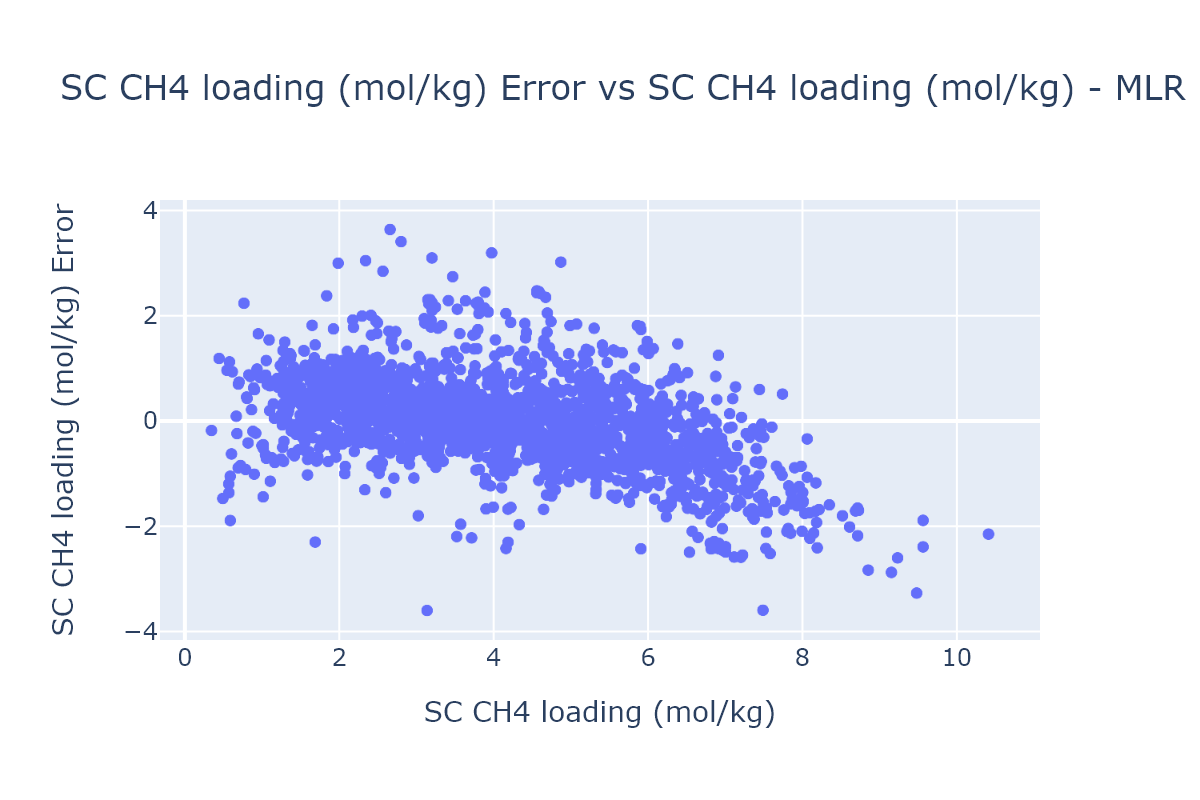 SC CH4 loading (mol/kg) Error vs SC CH4 loading (mol/kg) - MLR
SC CH4 loading (mol/kg) Error
4
2
0
−2
−4
0 2 4 6 8 10
SC CH4 loading (mol/kg)